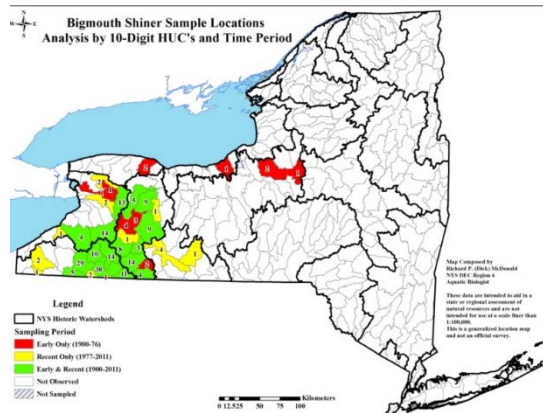 Bigmouth Shiner Sample Locations
Analysis by 10-Digit HUC's and Time Period
N
W
E
S
Map Composed by
Richard P. (Dick) McDonald
NYS DEC Region 6
Aquatic Biologist
These data are intended to aid in a
state or regional assessment of
natural resources and are not
intended for use at a scale finer than
1:100,000.
This is a generalized location map
and not an official survey.
Legend
NYS Historic Watersheds
Sampling Period
Early Only (1900-76)
Recent Only (1977-2011)
Early & Recent (1900-2011)
Not Observed
Not Sampled
Kilometers
0 12.525 50 75 100